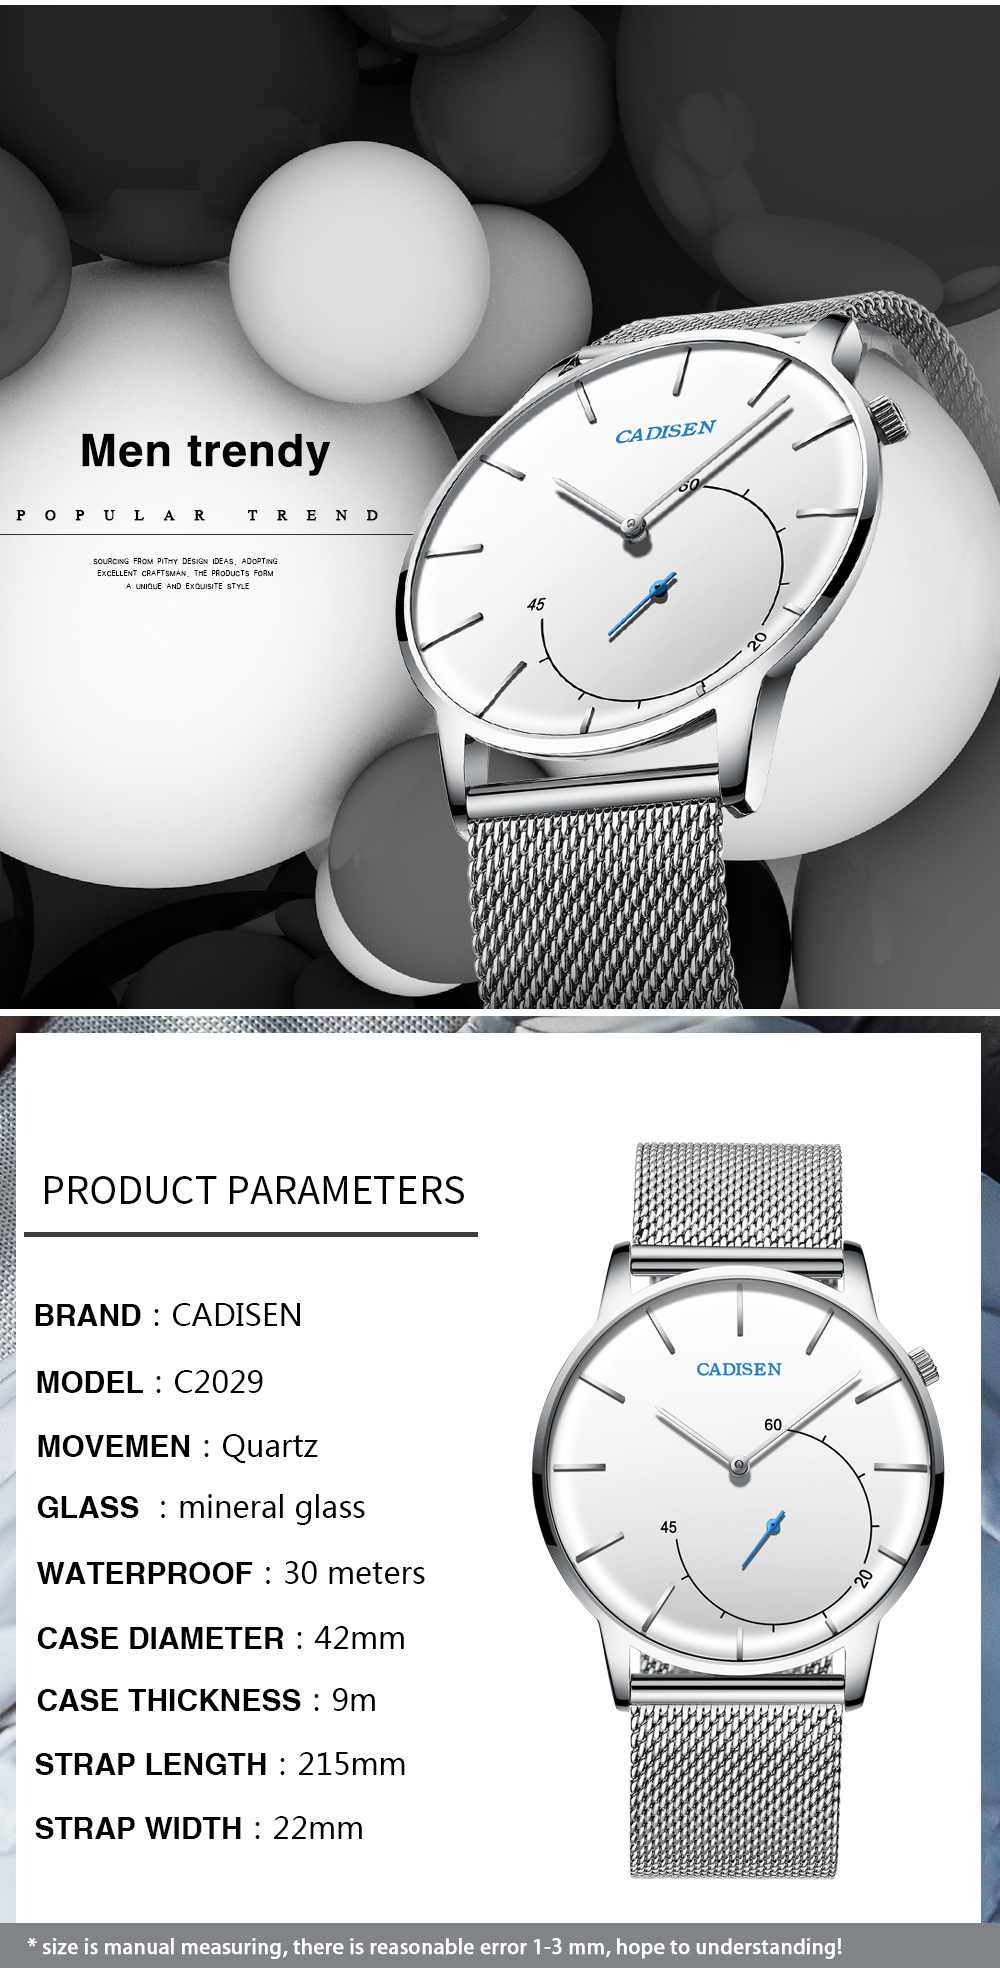 Men trendy
POPULAR TREND
SOURCING FROM PITHY DESIGN IDEAS, ADOPTING
EXCELLENT CRAFTSMAN, THE PRODUCTS FORM
A UNIQUE AND EXQUISITE STYLE
CADISEN
60
45
20
PRODUCT PARAMETERS
BRAND : CADISEN
MODEL : C2029
MOVEMEN : Quartz
GLASS : mineral glass
WATERPROOF : 30 meters
CASE DIAMETER : 42mm
CASE THICKNESS : 9m
STRAP LENGTH : 215mm
STRAP WIDTH : 22mm
CADISEN
60
45
20
* size is manual measuring, there is reasonable error 1-3 mm, hope to understanding!